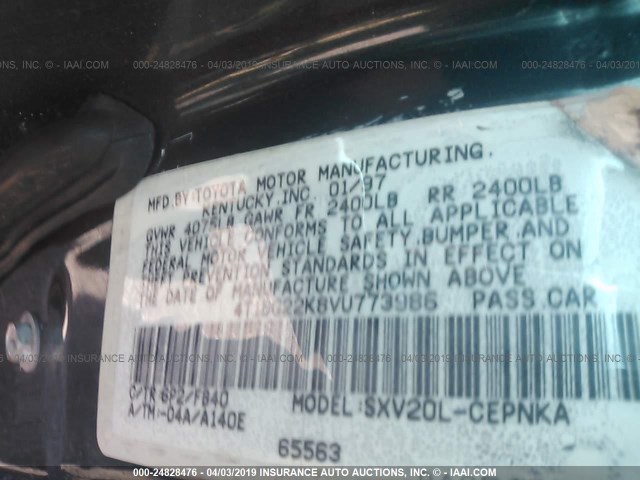 000-24828476 - 04/03/2019 INSURANCE AUTO AUCTIONS, INC. © - IAAI.COM
MFD.BY TOYOTA MOTOR MANUFACTURING.
KENTUCKY,INC. 01/97
GVWR GAWR FR 2400LB RR 2400LB
THIS VEHICLE CONFORMS TO ALL APPLICABLE
FEDERAL MOTOR VEHICLE SAFETY,BUMPER,AND
PREVENTION STANDARDS IN EFFECT ON
THE DATE OF MANUFACTURE SHOWN ABOVE
PASS.CAR
C/TR 6P2/FB40
A/TM -04A/A140E
MODEL: SXV20L-CEPNKA
65563
000-24828476 - 04/03/2019 INSURANCE AUTO AUCTIONS, INC. © - IAAI.COM